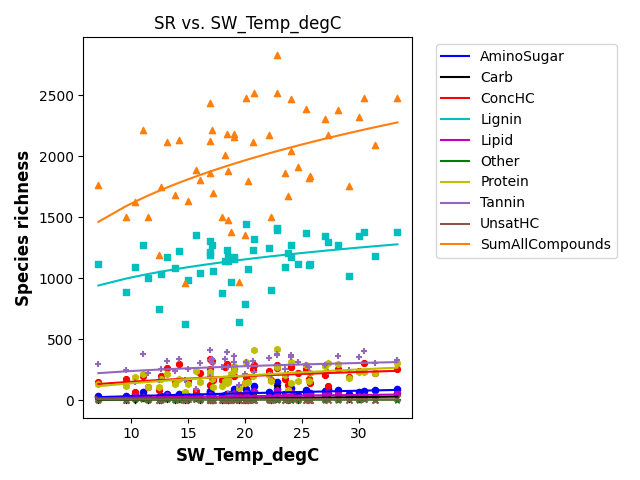 SR vs. SW_Temp_degC
Species richness
2500
2000
1500
1000
500
0
10
15
20
25
30
SW_Temp_degC
AminoSugar
Carb
ConcHC
Lignin
Lipid
Other
Protein
Tannin
UnsatHC
SumAllCompounds